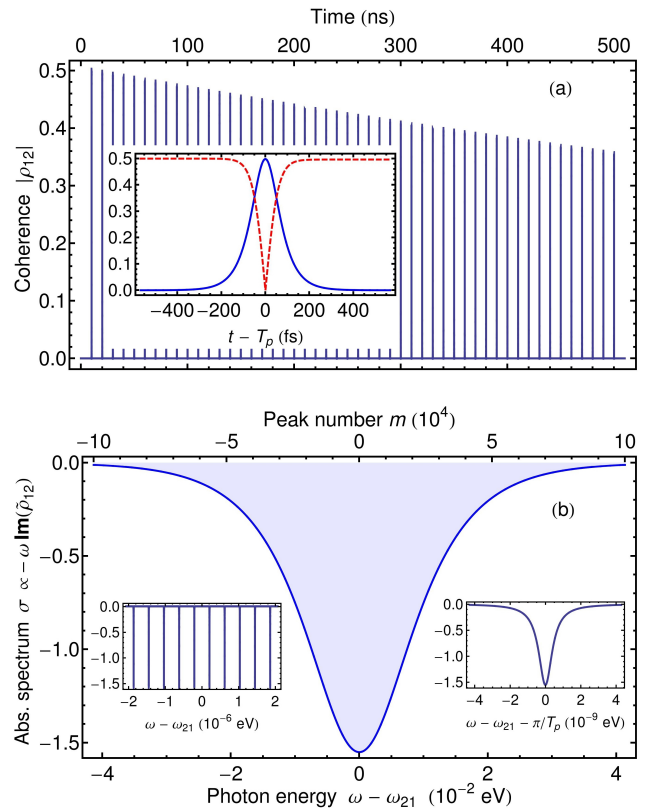 Time (ns)
0 100 200 300 400 500
(a)
Coherence |ρ₁₂|
0.5
0.4
0.3
0.2
0.1
0.0
0.5
0.4
0.3
0.2
0.1
0.0
−400 −200 0 200 400
t − Tₚ (fs)
Peak number m (10⁴)
−10 −5 0 5 10
(b)
Abs. spectrum σ ∝ − ω Im(ρ̃₁₂)
0.0
−0.5
−1.0
−1.5
0.0
−0.5
−1.0
−1.5
−2 −1 0 1 2
ω − ω₂₁ (10⁻⁶ eV)
0.0
−0.5
−1.0
−1.5
−4 −2 0 2 4
ω − ω₂₁ − π/Tₚ (10⁻⁹ eV)
−4 −2 0 2 4
Photon energy ω − ω₂₁ (10⁻² eV)